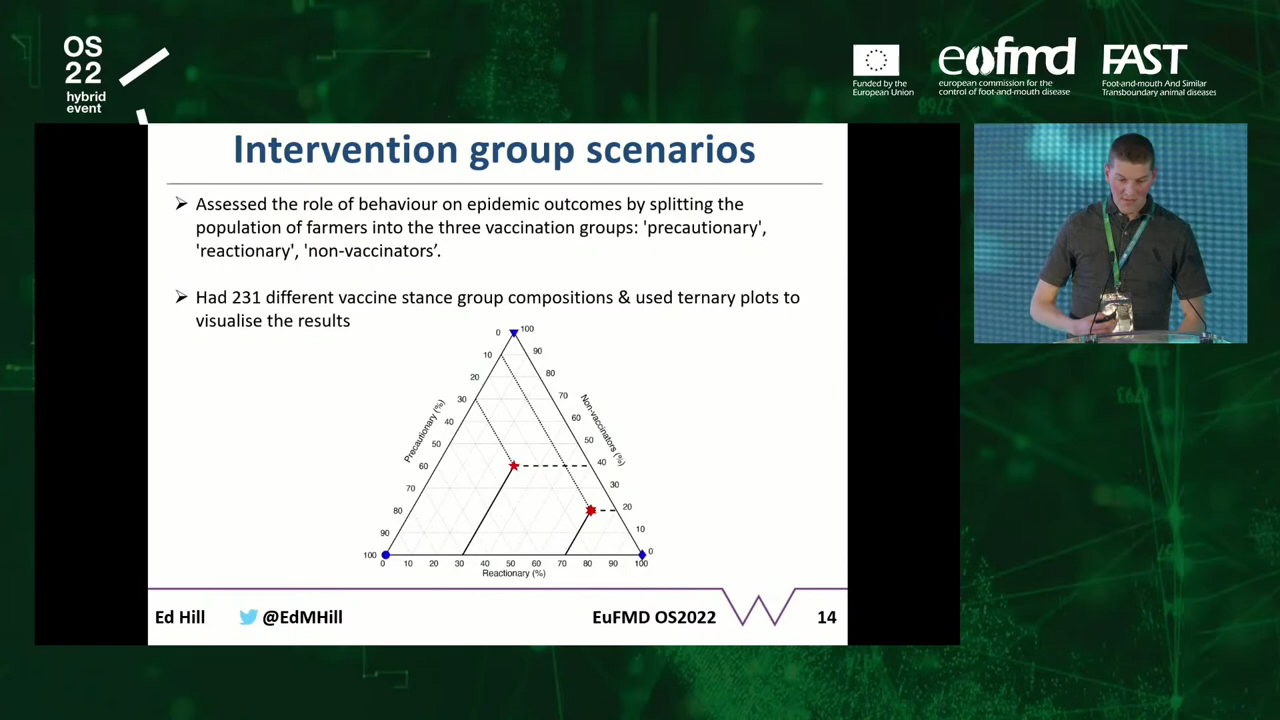 OS
22
hybrid
event
Funded by the
European Union
eofmd
european commission for the
control of foot-and-mouth disease
FAST
Foot-and-mouth And Similar
Transboundary animal diseases
Intervention group scenarios
Assessed the role of behaviour on epidemic outcomes by splitting the
population of farmers into the three vaccination groups: 'precautionary',
'reactionary', 'non-vaccinators’.
Had 231 different vaccine stance group compositions & used ternary plots to
visualise the results
0 100
10 90
20 80
30 70
40 60
50 50
60 40
70 30
80 20
90 10
100 0
Precautionary (%)
Non-vaccinators (%)
0 10 20 30 40 50 60 70 80 90 100
Reactionary (%)
Ed Hill @EdMHill EuFMD OS2022 14
2768
1793